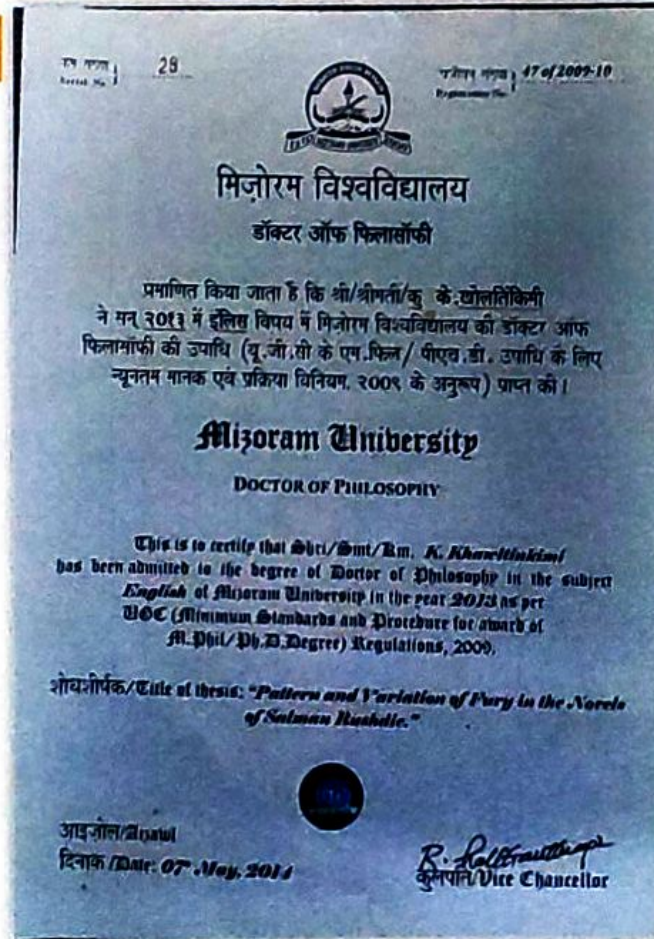 28
47 of 2009-10
Serial No.
Registration No.
मिज़ोरम विश्वविद्यालय
डॉक्टर ऑफ फिलासॉफी
प्रमाणित किया जाता है कि श्री/श्रीमती/कु के.खोलतिंकिमी
ने सन् २०१३ में इंलिस विषय में मिजोरम विश्वविद्यालय की डॉक्टर ऑफ
फिलासॉफी की उपाधि (यू.जी.सी के एम.फिल/ पीएच.डी. उपाधि के लिए
न्यूनतम मानक एवं प्रक्रिया विनियम, २००९ के अनुरूप) प्राप्त की।
Mizoram University
DOCTOR OF PHILOSOPHY
This is to certify that Shri/Smt/Km. K. Khawltinkimi
has been admitted to the degree of Doctor of Philosophy in the subject
English of Mizoram University in the year 2013 as per
UGC (Minimum Standards and Procedure for award of
M.Phil/Ph.D.Degree) Regulations, 2009.
शोधशीर्षक/Title of thesis: "Pattern and Variation of Fury in the Novels
of Salman Rushdie."
आइज़ोल/Aizawl
दिनांक /Date: 07 May, 2014
कुलपति/Vice Chancellor